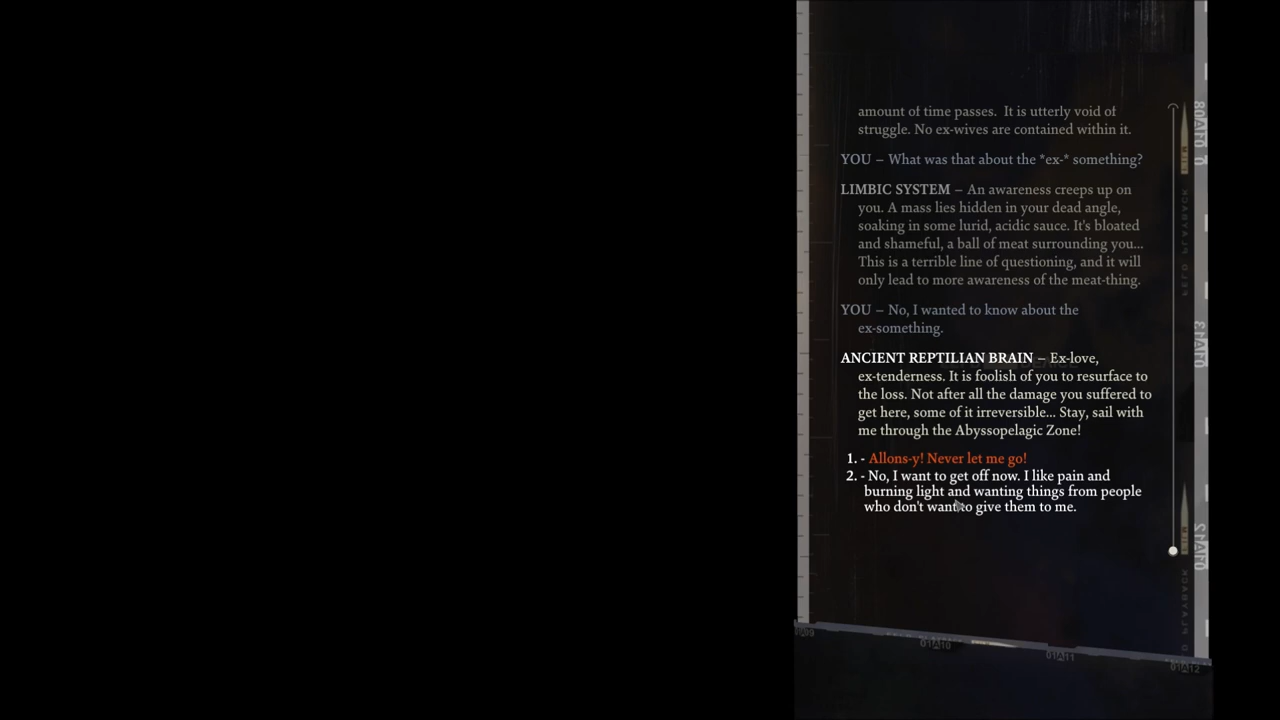 amount of time passes.  It is utterly void of
struggle. No ex-wives are contained within it.
YOU – What was that about the *ex-* something?
LIMBIC SYSTEM – An awareness creeps up on
you. A mass lies hidden in your dead angle,
soaking in some lurid, acidic sauce. It's bloated
and shameful, a ball of meat surrounding you...
This is a terrible line of questioning, and it will
only lead to more awareness of the meat-thing.
YOU – No, I wanted to know about the
ex-something.
ANCIENT REPTILIAN BRAIN – Ex-love,
ex-tenderness. It is foolish of you to resurface to
the loss. Not after all the damage you suffered to
get here, some of it irreversible... Stay, sail with
me through the Abyssopelagic Zone!
1. - Allons-y! Never let me go!
2. - No, I want to get off now. I like pain and
burning light and wanting things from people
who don't want to give them to me.